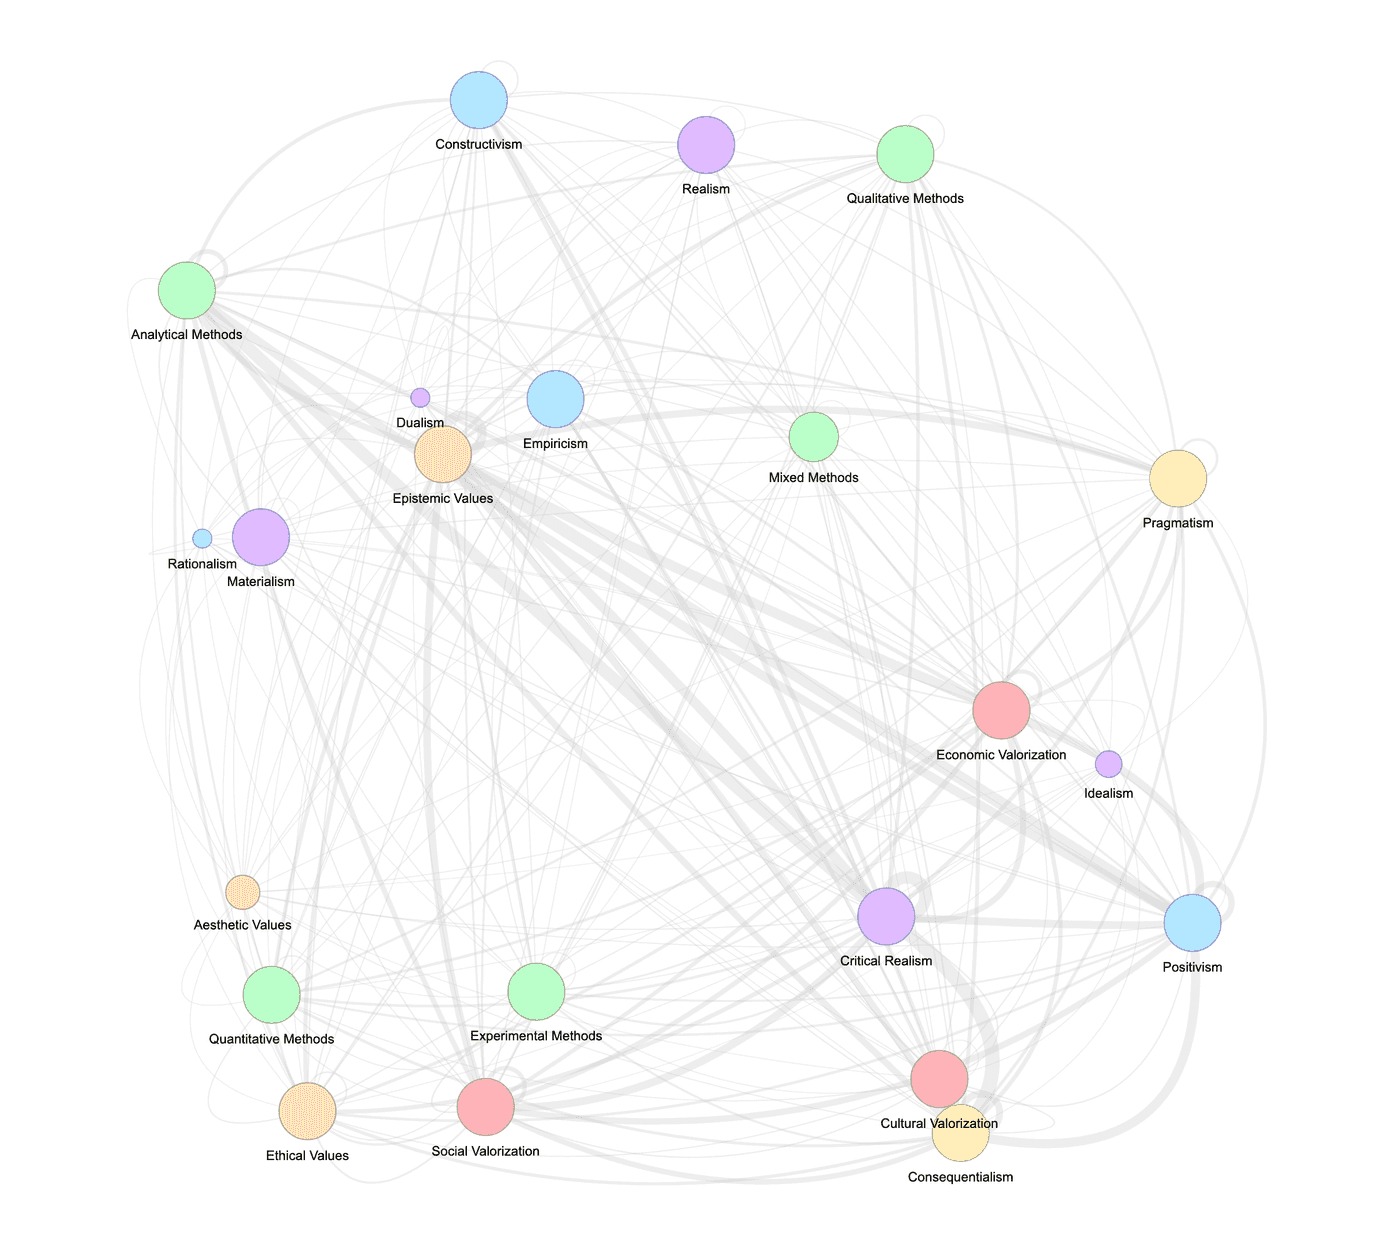 Constructivism
Realism
Qualitative Methods
Analytical Methods
Dualism
Empiricism
Mixed Methods
Epistemic Values
Pragmatism
Rationalism
Materialism
Economic Valorization
Idealism
Aesthetic Values
Critical Realism
Positivism
Quantitative Methods
Experimental Methods
Cultural Valorization
Ethical Values
Social Valorization
Consequentialism